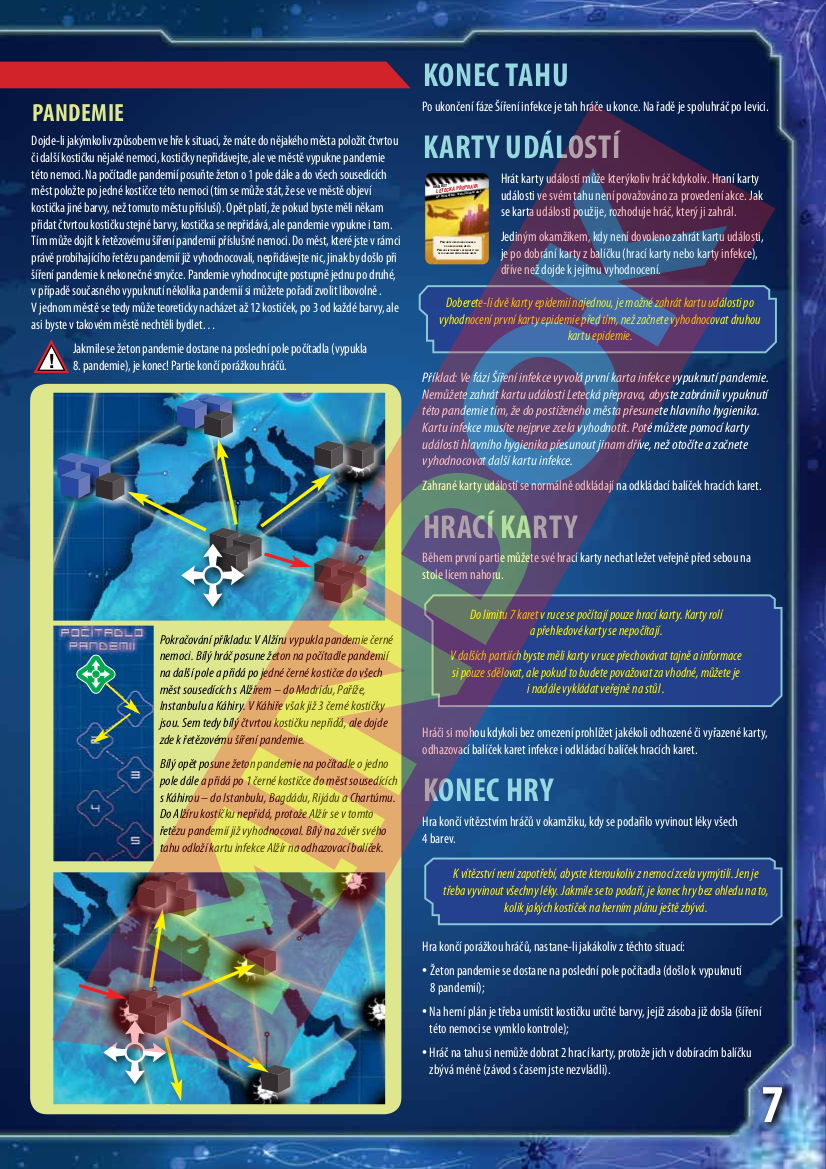 PANDEMIE
Dojde-li jakýmkoliv způsobem ve hře k situaci, že máte do nějakého města položit čtvrtou
či další kostičku nějaké nemoci, kostičky nepřidávejte, ale ve městě vypukne pandemie
této nemoci. Na počítadle pandemií posuňte žeton o 1 pole dále a do všech sousedících
měst položte po jedné kostičce této nemoci (tím se může stát, že se ve městě objeví
kostička jiné barvy, než tomuto městu přísluší). Opět platí, že pokud byste měli někam
přidat čtvrtou kostičku stejné barvy, kostička se nepřidává, ale pandemie vypukne i tam.
Tím může dojít k řetězovému šíření pandemií příslušné nemoci. Do měst, které jste v rámci
právě probíhajícího řetězu pandemií již vyhodnocovali, nepřidávejte nic, jinak by došlo při
šíření pandemie k nekonečné smyčce. Pandemie vyhodnocujte postupně jednu po druhé,
v případě současného vypuknutí několika pandemií si můžete pořadí zvolit libovolně .
V jednom městě se tedy může teoreticky nacházet až 12 kostiček, po 3 od každé barvy, ale
asi byste v takovém městě nechtěli bydlet. . .
Jakmile se žeton pandemie dostane na poslední pole počítadla (vypukla
8. pandemie), je konec! Partie končí porážkou hráčů.
POČÍTADLO
PANDEMIÍ
2
3
4
5
Pokračování příkladu: V Alžíru vypukla pandemie černé
nemoci. Bílý hráč posune žeton na počítadle pandemií
na další pole a přidá po jedné černé kostičce do všech
měst sousedících s Alžírem – do Madridu, Paříže,
Instanbulu a Káhiry. V Káhiře však již 3 černé kostičky
jsou. Sem tedy bílý čtvrtou kostičku nepřidá, ale dojde
zde k řetězovému šíření pandemie.
Bílý opět posune žeton pandemie na počítadle o jedno
pole dále a přidá po 1 černé kostičce do měst sousedících
s Káhirou – do Istanbulu, Bagdádu, Rijádu a Chartúmu.
Do Alžíru kostičku nepřidá, protože Alžír se v tomto
řetězu pandemií již vyhodnocoval. Bílý na závěr svého
tahu odloží kartu infekce Alžír na odhazovací balíček.
KONEC TAHU
Po ukončení fáze Šíření infekce je tah hráče u konce. Na řadě je spoluhráč po levici.
KARTY UDÁLOSTÍ
LETECKÁ PŘEPRAVA
Hrát karty událostí může kterýkoliv hráč kdykoliv. Hraní karty
události ve svém tahu není považováno za provedení akce. Jak
se karta události použije, rozhoduje hráč, který ji zahrál.
Jediným okamžikem, kdy není dovoleno zahrát kartu události,
je po dobrání karty z balíčku (hrací karty nebo karty infekce),
dříve než dojde k jejímu vyhodnocení.
Doberete-li dvě karty epidemií najednou, je možné zahrát kartu události po
vyhodnocení první karty epidemie před tím, než začnete vyhodnocovat druhou
kartu epidemie.
Příklad: Ve fázi Šíření infekce vyvolá první karta infekce vypuknutí pandemie.
Nemůžete zahrát kartu události Letecká přeprava, abyste zabránili vypuknutí
této pandemie tím, že do postiženého města přesunete hlavního hygienika.
Kartu infekce musíte nejprve zcela vyhodnotit. Poté můžete pomocí karty
události hlavního hygienika přesunout jinam dříve, než otočíte a začnete
vyhodnocovat další kartu infekce.
Zahrané karty události se normálně odkládají na odkládací balíček hracích karet.
HRACÍ KARTY
Během první partie můžete své hrací karty nechat ležet veřejně před sebou na
stole lícem nahoru.
Do limitu 7 karet v ruce se počítají pouze hrací karty. Karty rolí
a přehledové karty se nepočítají.
V dalších partiích byste měli karty v ruce přechovávat tajně a informace
si pouze sdělovat, ale pokud to budete považovat za vhodné, můžete je
i nadále vykládat veřejně na stůl .
Hráči si mohou kdykoli bez omezení prohlížet jakékoli odhozené či vyřazené karty,
odhazovací balíček karet infekce i odkládací balíček hracích karet.
KONEC HRY
Hra končí vítězstvím hráčů v okamžiku, kdy se podařilo vyvinout léky všech
4 barev.
K vítězství není zapotřebí, abyste kteroukoliv z nemocí zcela vymýtili. Jen je
třeba vyvinout všechny léky. Jakmile se to podaří, je konec hry bez ohledu na to,
kolik jakých kostiček na herním plánu ještě zbývá.
Hra končí porážkou hráčů, nastane-li jakákoliv z těchto situací:
• Žeton pandemie se dostane na poslední pole počítadla (došlo k vypuknutí
8 pandemií);
• Na herní plán je třeba umístit kostičku určité barvy, jejíž zásoba již došla (šíření
této nemoci se vymklo kontrole);
• Hráč na tahu si nemůže dobrat 2 hrací karty, protože jich v dobíracím balíčku
zbývá méně (závod s časem jste nezvládli).
7
MINDOK